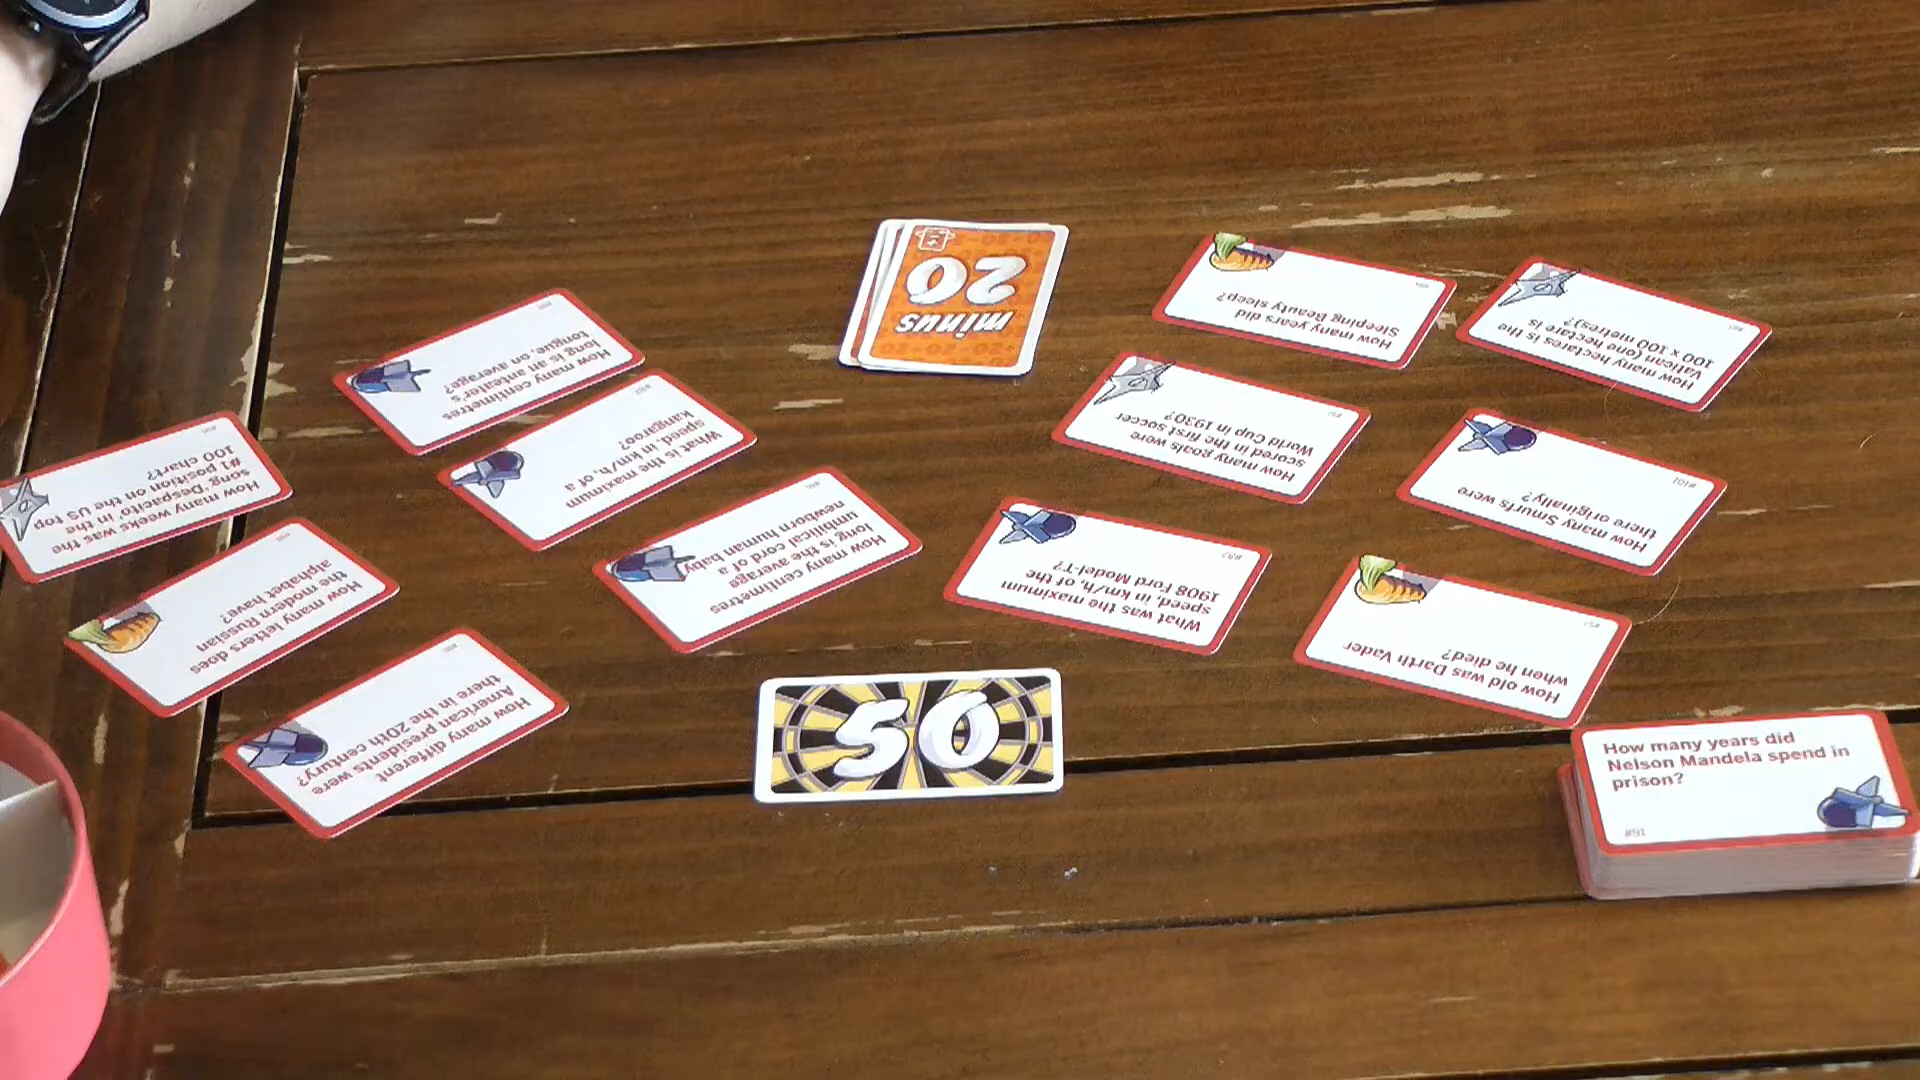 minus
20
How many years did
Sleeping Beauty sleep?
How many hectares is the
Vatican (one hectare is
100 x 100 metres)?
How many centimetres
long is an anteater's
tongue, on average?
What is the maximum
speed, in km/h, of a
kangaroo?
How many goals were
scored in the first soccer
World Cup in 1930?
How many Smurfs were
there originally?
#101
How many weeks was the
song 'Despacito' in the
#1 position on the US top
100 chart?
How many letters does
the modern Russian
alphabet have?
How many centimetres
long is the average
umbilical cord of a
newborn human baby
What was the maximum
speed, in km/h, of the
1908 Ford Model-T?
How old was Darth Vader
when he died?
How many different
American presidents were
there in the 20th century?
50
How many years did
Nelson Mandela spend in
prison?
#91